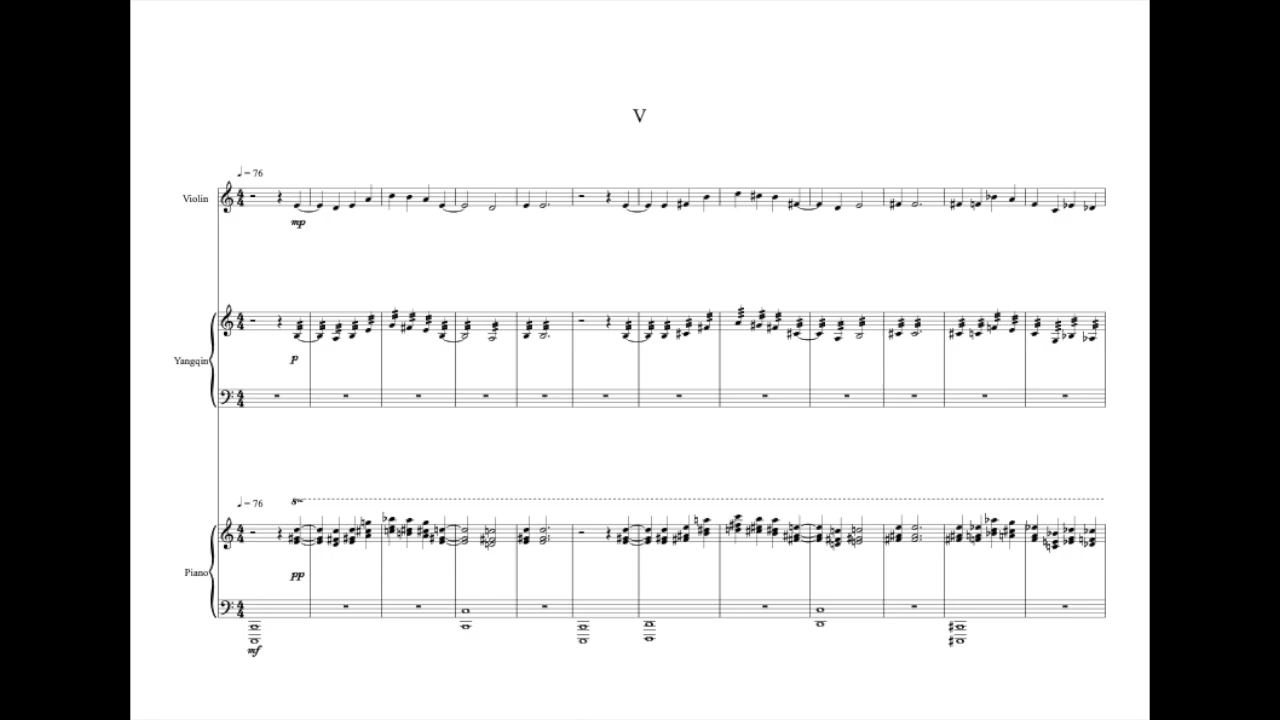 V
♩= 76
Violin
mp
p
Yangqin
♩= 76
8va
Piano
pp
mf